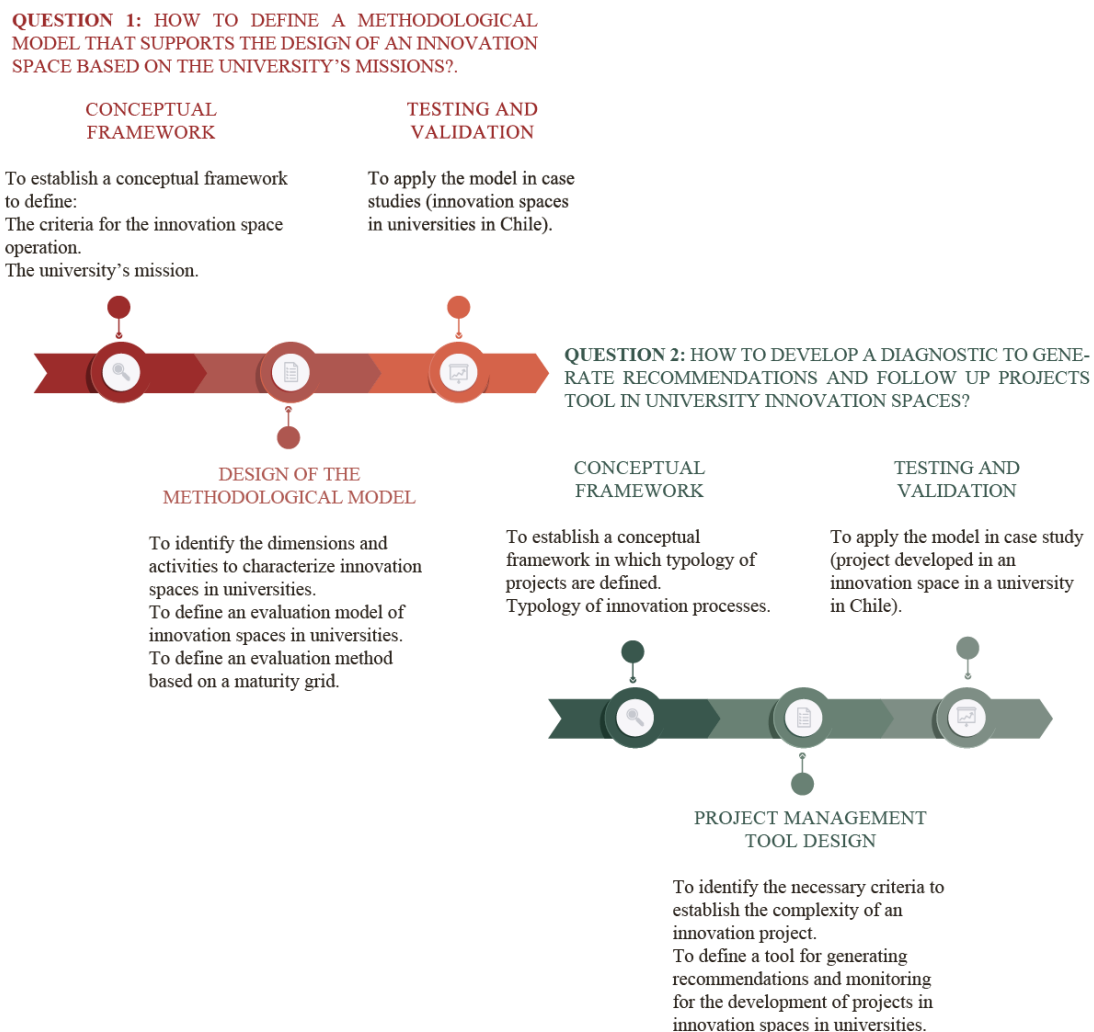 QUESTION 1: HOW TO DEFINE A METHODOLOGICAL
MODEL THAT SUPPORTS THE DESIGN OF AN INNOVATION
SPACE BASED ON THE UNIVERSITY'S MISSIONS?.
CONCEPTUAL
FRAMEWORK
To establish a conceptual framework
to define:
The criteria for the innovation space
operation.
The university's mission.
TESTING AND
VALIDATION
To apply the model in case
studies (innovation spaces
in universities in Chile).
DESIGN OF THE
METHODOLOGICAL MODEL
To identify the dimensions and
activities to characterize innovation
spaces in universities.
To define an evaluation model of
innovation spaces in universities.
To define an evaluation method
based on a maturity grid.
QUESTION 2: HOW TO DEVELOP A DIAGNOSTIC TO GENE-
RATE RECOMMENDATIONS AND FOLLOW UP PROJECTS
TOOL IN UNIVERSITY INNOVATION SPACES?
CONCEPTUAL
FRAMEWORK
To establish a conceptual
framework in which typology of
projects are defined.
Typology of innovation processes.
TESTING AND
VALIDATION
To apply the model in case study
(project developed in an
innovation space in a university
in Chile).
PROJECT MANAGEMENT
TOOL DESIGN
To identify the necessary criteria to
establish the complexity of an
innovation project.
To define a tool for generating
recommendations and monitoring
for the development of projects in
innovation spaces in universities.